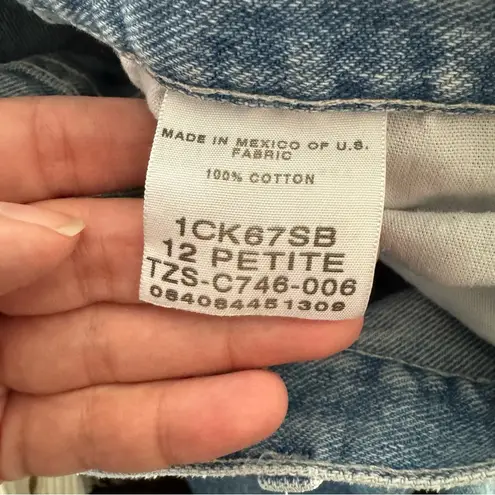 MADE IN MEXICO OF U.S.
FABRIC
100% COTTON
1CK67SB
12 PETITE
TZS-C746-006
084084451309